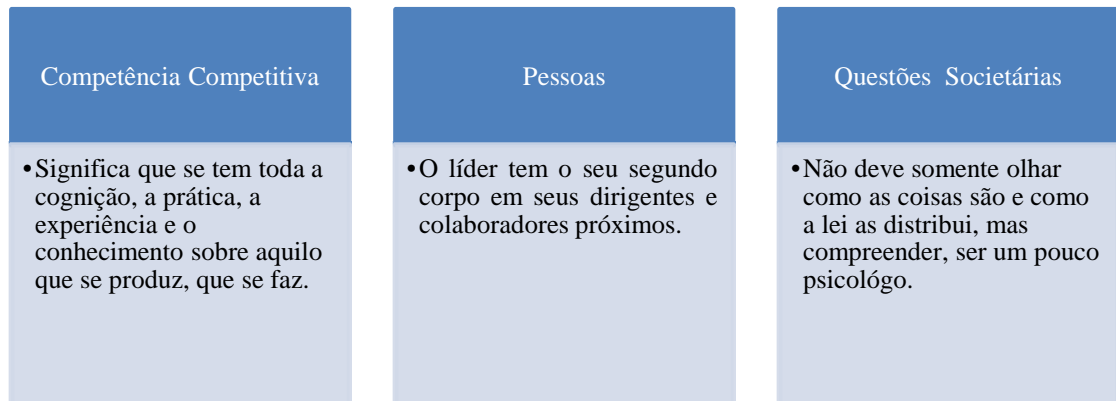 Competência Competitiva
•Significa que se tem toda a
cognição, a prática, a
experiência e o
conhecimento sobre aquilo
que se produz, que se faz.
Pessoas
•O líder tem o seu segundo
corpo em seus dirigentes e
colaboradores próximos.
Questões Societárias
•Não deve somente olhar
como as coisas são e como
a lei as distribui, mas
compreender, ser um pouco
psicológo.